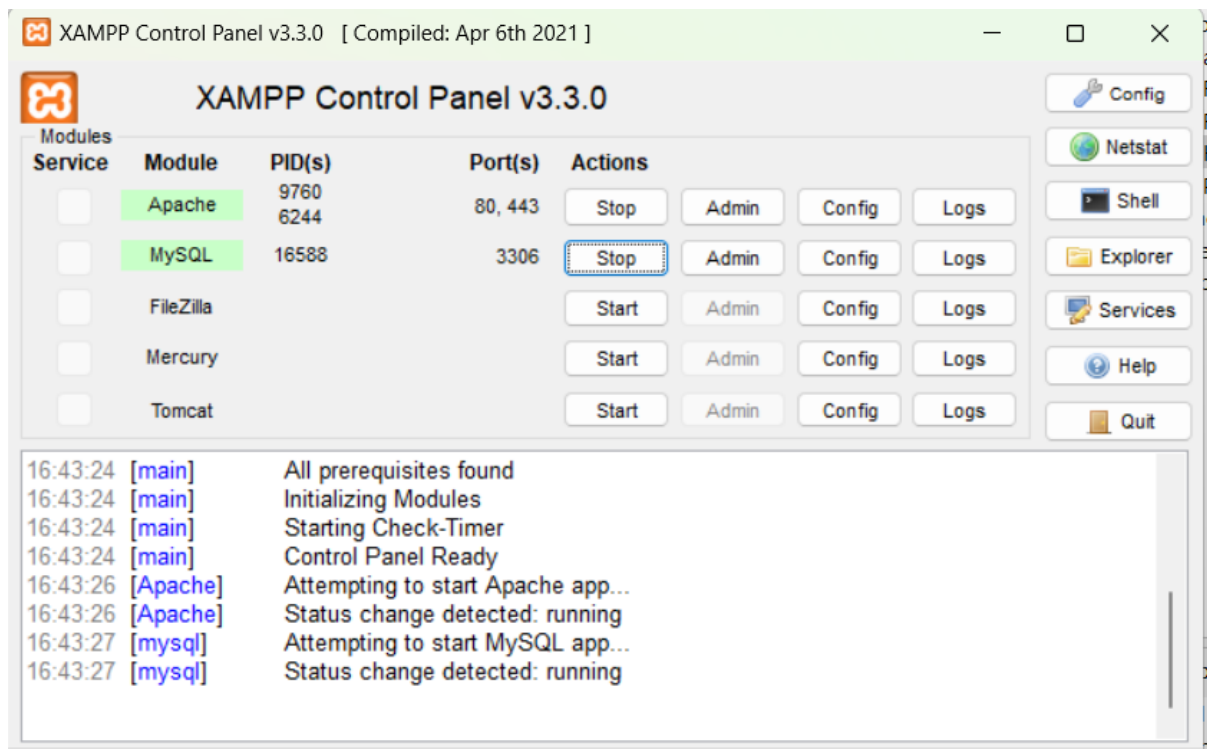 XAMPP Control Panel v3.3.0 [ Compiled: Apr 6th 2021 ]
XAMPP Control Panel v3.3.0
Config
Netstat
Shell
Explorer
Services
Help
Quit
Modules
Service Module PID(s) Port(s) Actions
Apache 9760 6244 80, 443 Stop Admin Config Logs
MySQL 16588 3306 Stop Admin Config Logs
FileZilla Start Admin Config Logs
Mercury Start Admin Config Logs
Tomcat Start Admin Config Logs
16:43:24 [main] All prerequisites found
16:43:24 [main] Initializing Modules
16:43:24 [main] Starting Check-Timer
16:43:24 [main] Control Panel Ready
16:43:26 [Apache] Attempting to start Apache app...
16:43:26 [Apache] Status change detected: running
16:43:27 [mysql] Attempting to start MySQL app...
16:43:27 [mysql] Status change detected: running